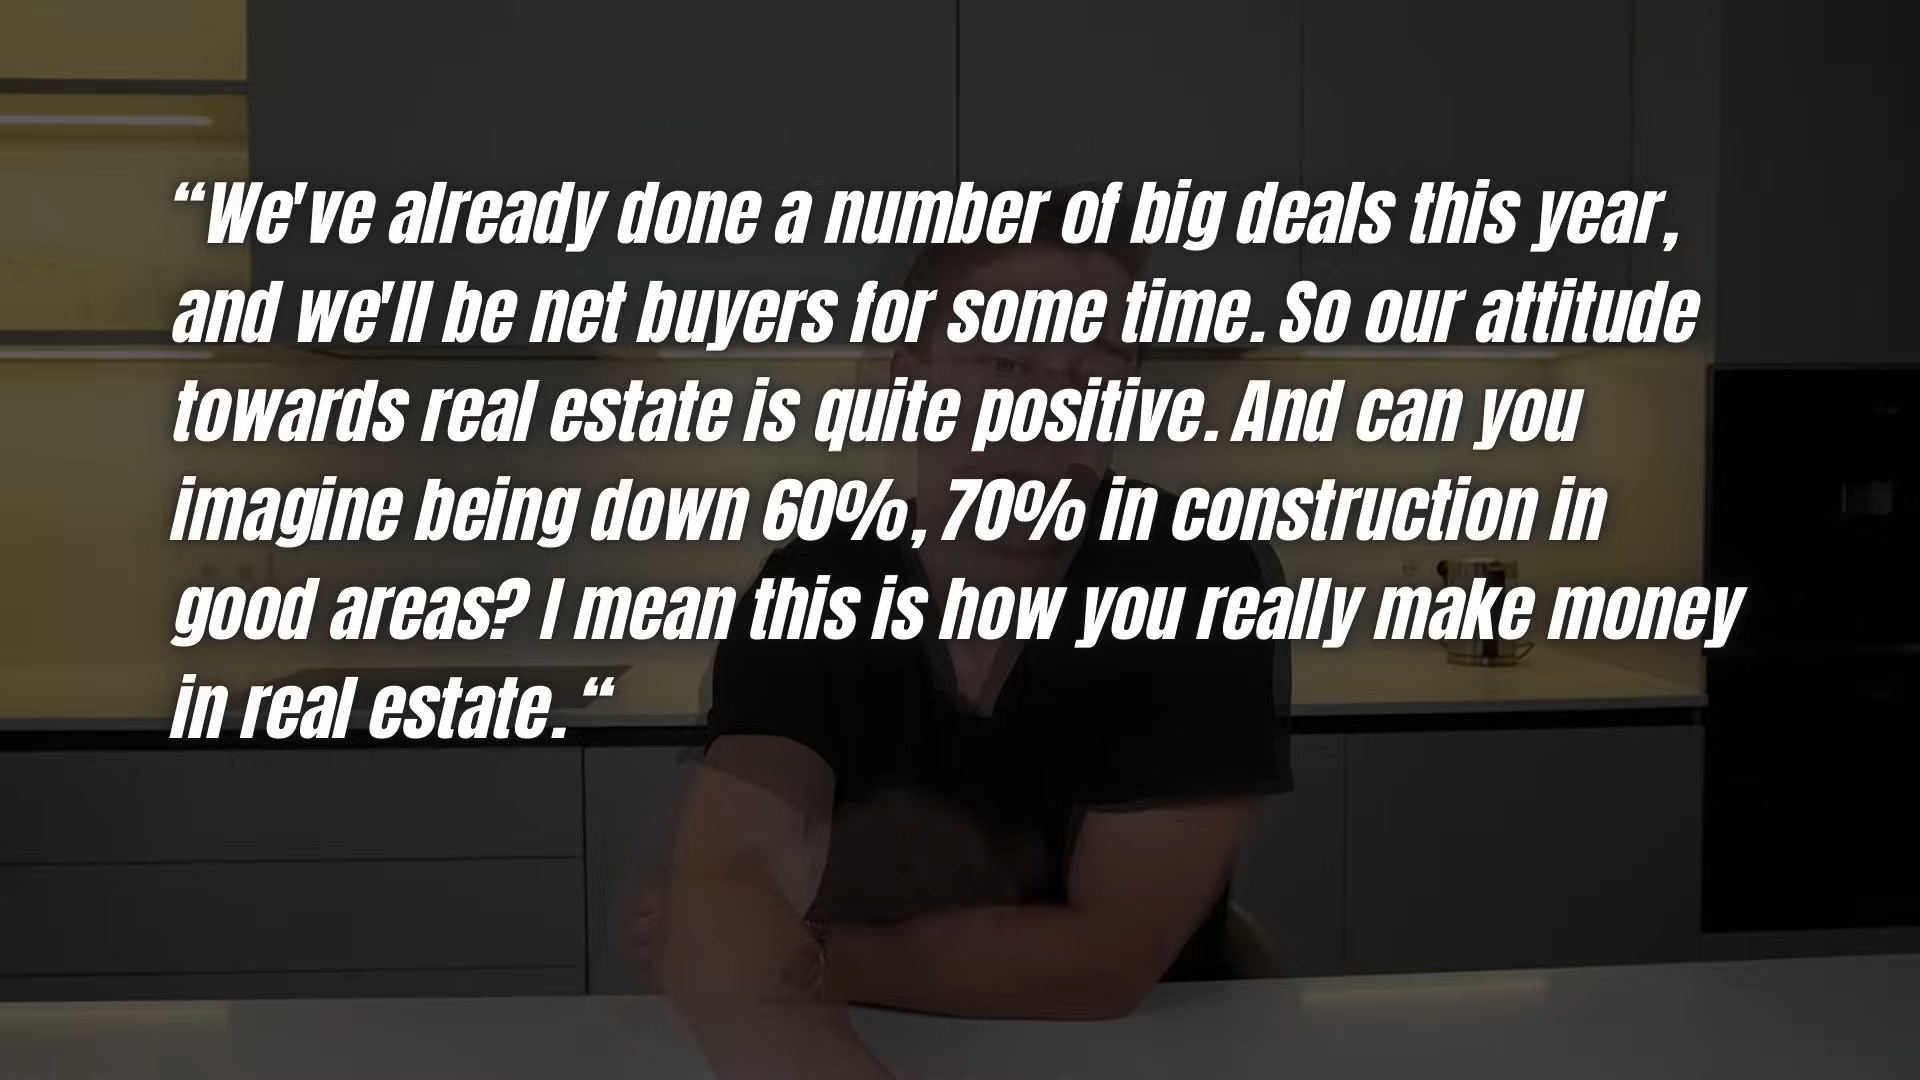 “We've already done a number of big deals this year,
and we'll be net buyers for some time. So our attitude
towards real estate is quite positive. And can you
imagine being down 60%, 70% in construction in
good areas? I mean this is how you really make money
in real estate. “